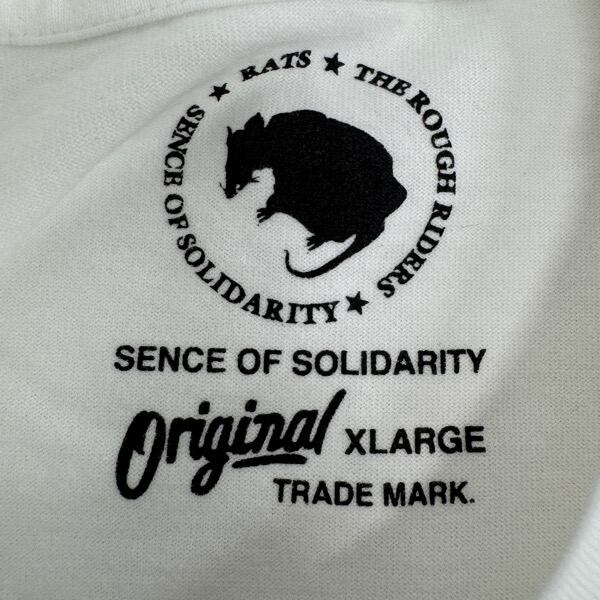 RATS ★ THE ROUGH RIDERS ★ SENCE OF SOLIDARITY ★
SENCE OF SOLIDARITY
Original XLARGE
TRADE MARK.